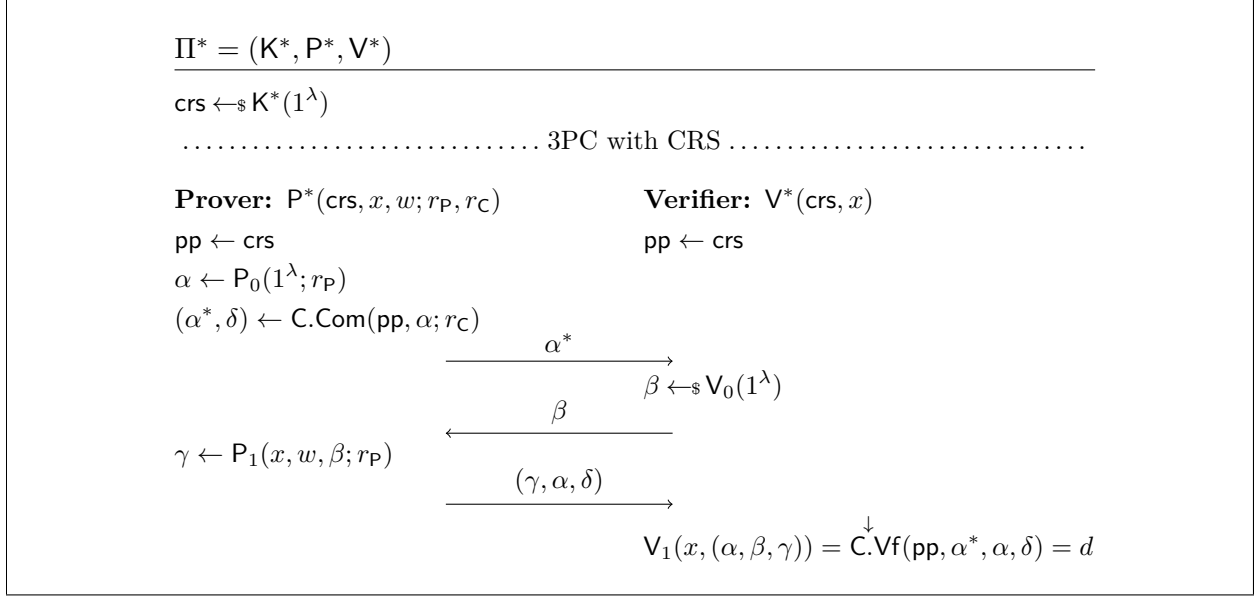 Π* = (K*, P*, V*)
crs ←$ K*(1^λ)
.............................. 3PC with CRS ..............................
Prover: P*(crs, x, w; r_P, r_C) Verifier: V*(crs, x)
pp ← crs pp ← crs
α ← P_0(1^λ; r_P)
(α*, δ) ← C.Com(pp, α; r_C)
α*
β ←$ V_0(1^λ)
β
γ ← P_1(x, w, β; r_P)
(γ, α, δ)
↓
V_1(x, (α, β, γ)) = C.Vf(pp, α*, α, δ) = d